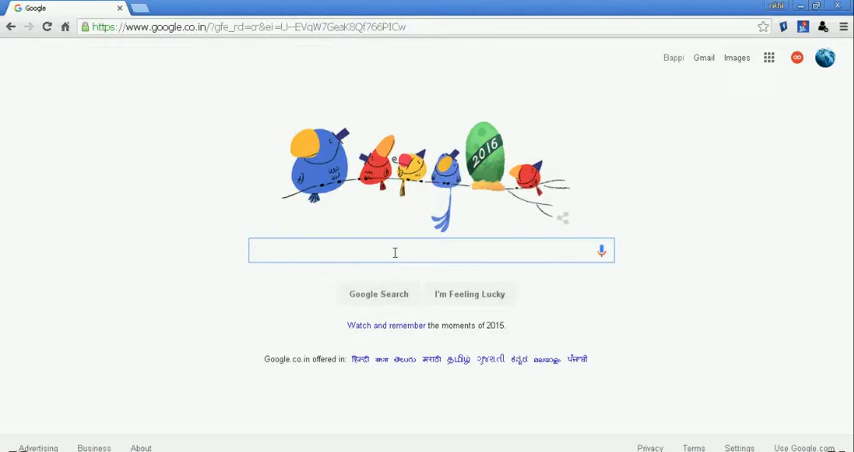 Google
https://www.google.co.in/?gfe_rd=cr&ei=U--EVqW7GeaK8Qf766PICw
Bappi Gmail Images
2016
Google Search I'm Feeling Lucky
Watch and remember the moments of 2015.
Google.co.in offered in: हिन्दी বাংলা తెలుగు मराठी தமிழ் ગુજરાતી ಕನ್ನಡ മലയാളം ਪੰਜਾਬੀ
Advertising Business About Privacy Terms Settings Use Google.com